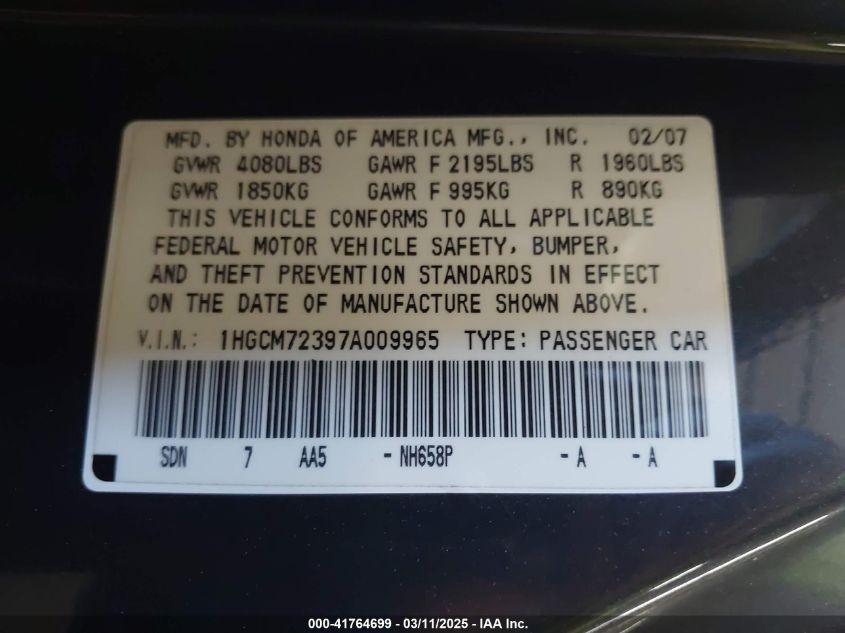 MFD. BY HONDA OF AMERICA MFG., INC. 02/07
GVWR 4080LBS GAWR F 2195LBS R 1960LBS
GVWR 1850KG GAWR F 995KG R 890KG
THIS VEHICLE CONFORMS TO ALL APPLICABLE
FEDERAL MOTOR VEHICLE SAFETY, BUMPER,
AND THEFT PREVENTION STANDARDS IN EFFECT
ON THE DATE OF MANUFACTURE SHOWN ABOVE.
V.I.N.: 1HGCM72397A009965 TYPE: PASSENGER CAR
SDN 7 AA5 - NH658P - A - A
000-41764699 - 03/11/2025 - IAA Inc.